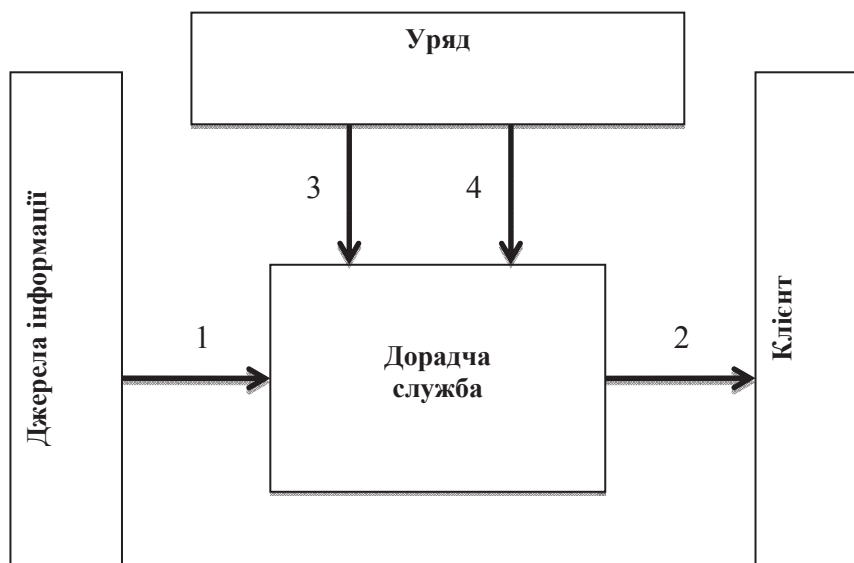 Уряд
3
4
Джерела інформації
1
Дорадча
служба
2
Клієнт